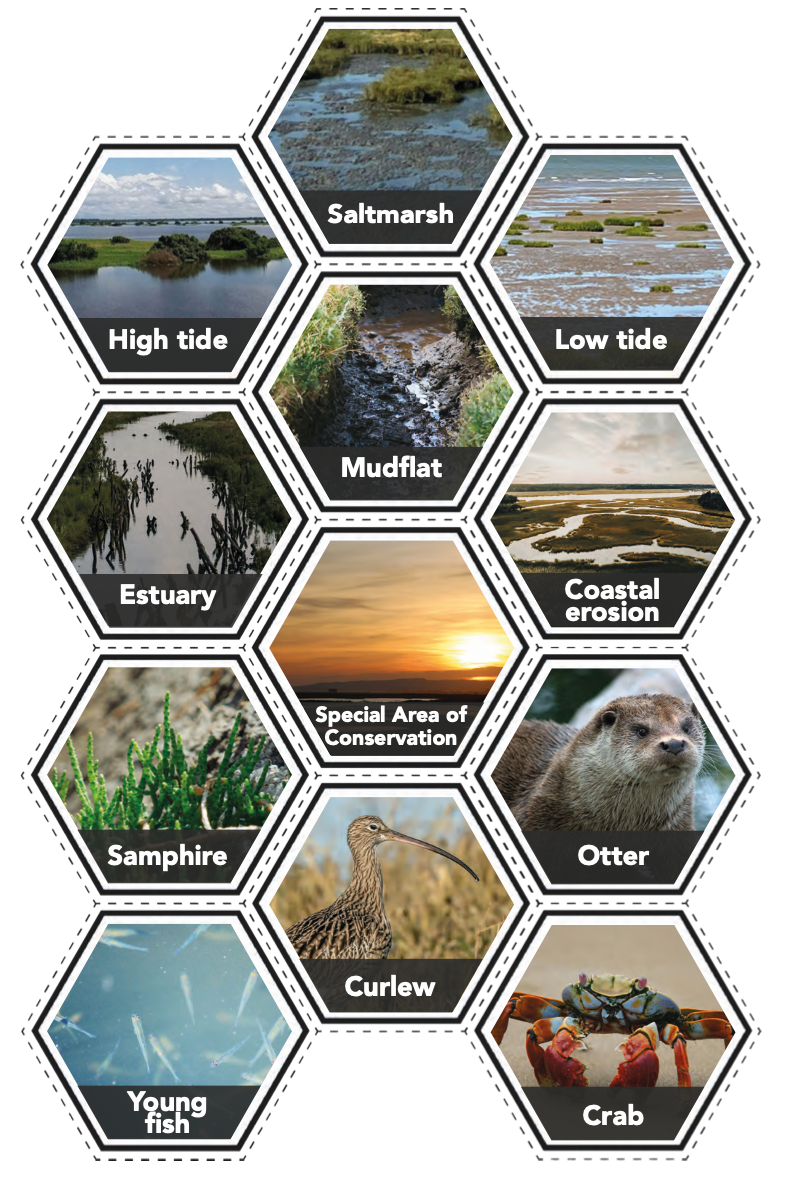 Saltmarsh
High tide
Low tide
Mudflat
Estuary
Coastal
erosion
Special Area of
Conservation
Samphire
Otter
Curlew
Young
fish
Crab